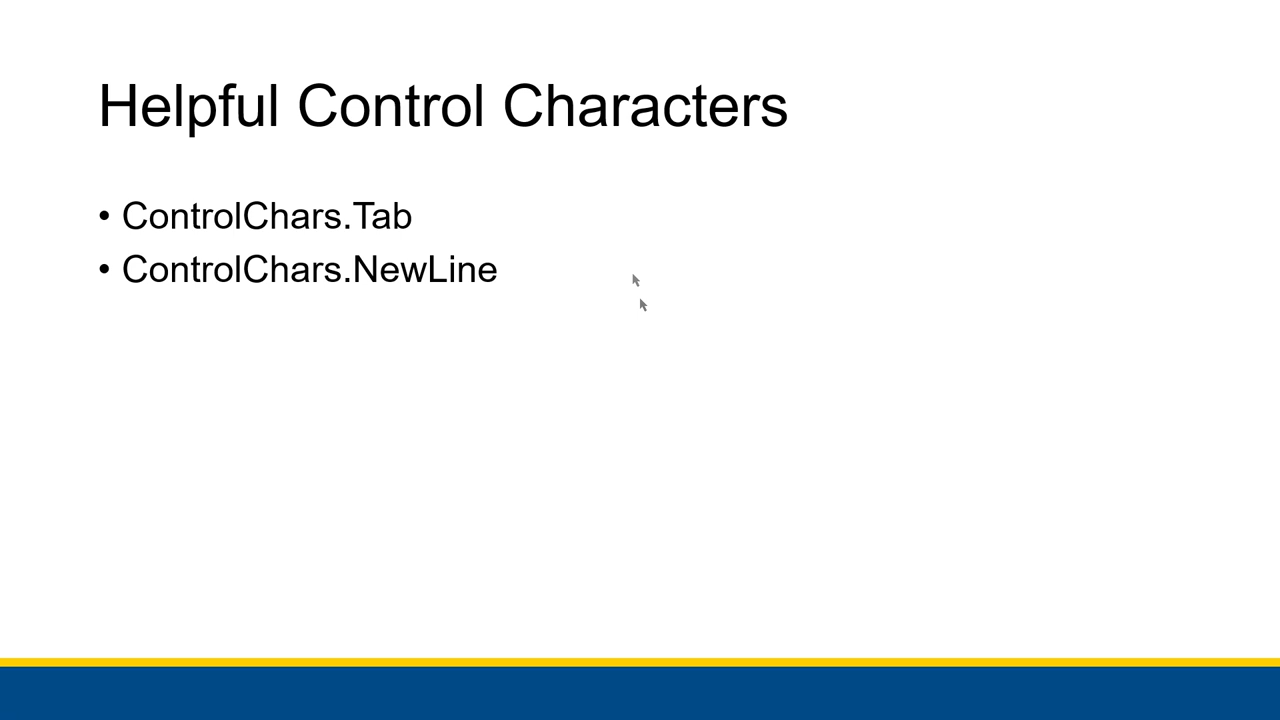 Helpful Control Characters
• ControlChars.Tab
• ControlChars.NewLine